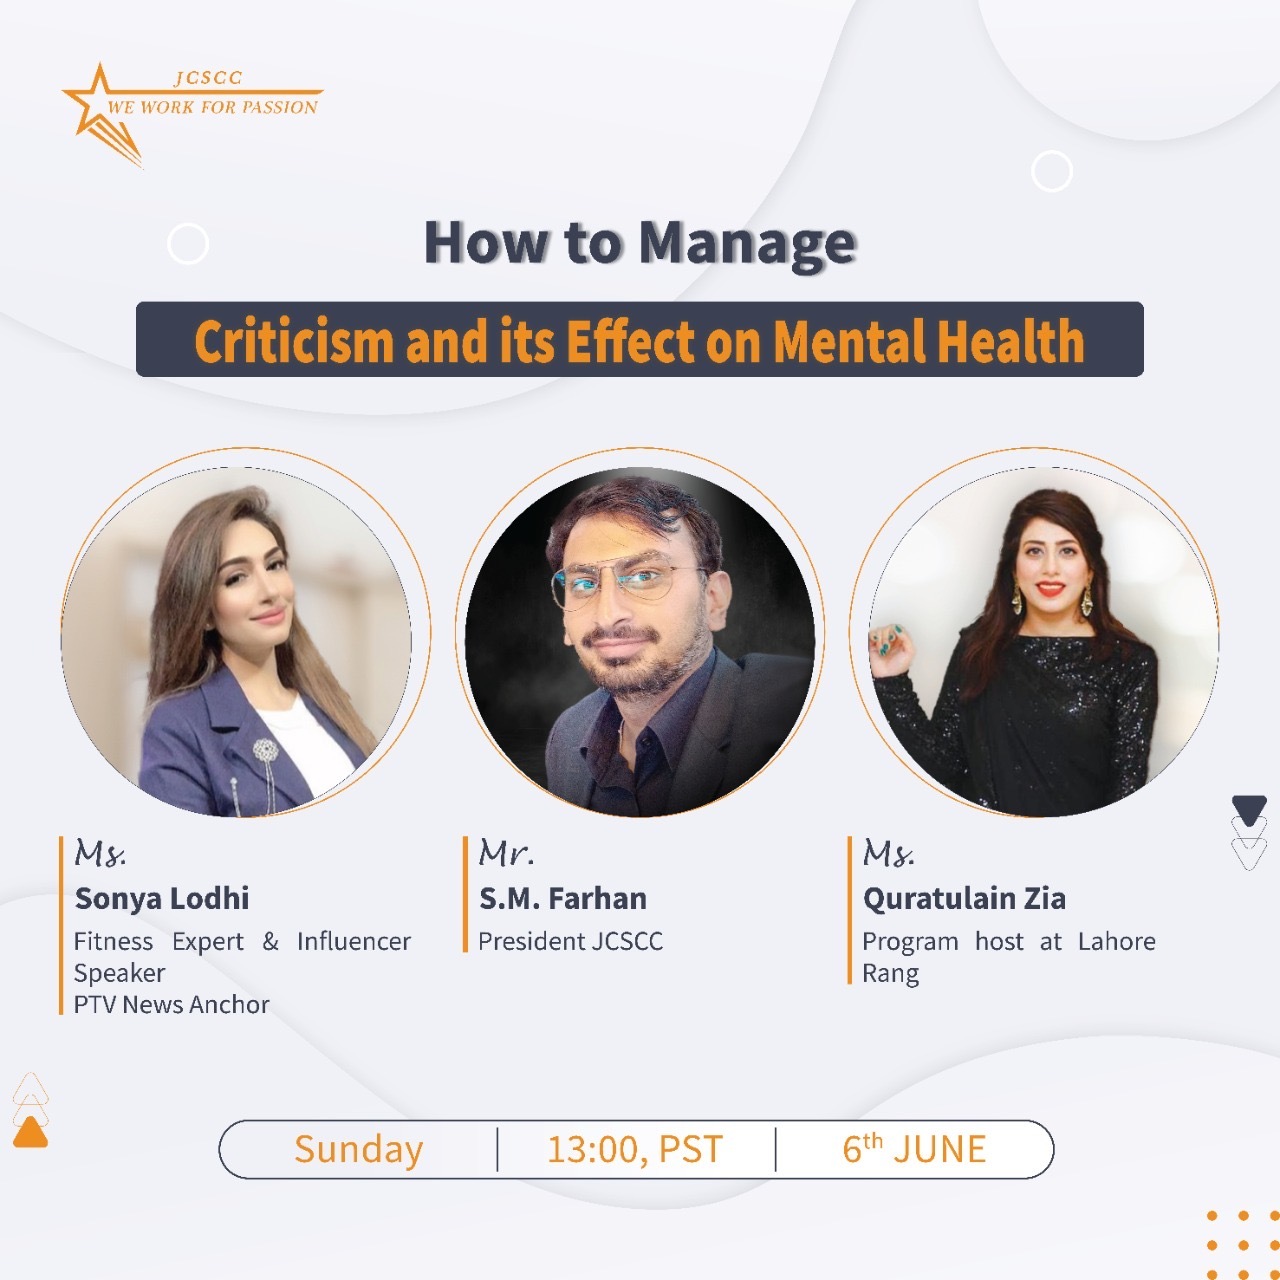 JCSCC
WE WORK FOR PASSION
How to Manage
Criticism and its Effect on Mental Health
Ms.
Sonya Lodhi
Fitness Expert & Influencer
Speaker
PTV News Anchor
Mr.
S.M. Farhan
President JCSCC
Ms.
Quratulain Zia
Program host at Lahore
Rang
Sunday
13:00, PST
6th JUNE